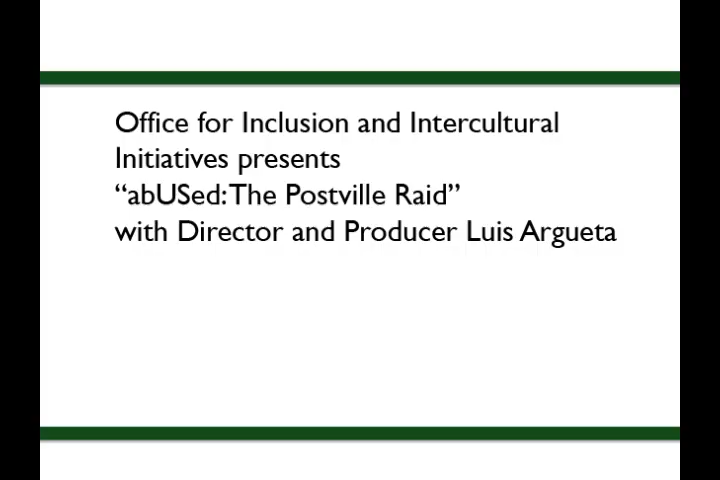 Office for Inclusion and Intercultural
Initiatives presents
“abUSed: The Postville Raid”
with Director and Producer Luis Argueta